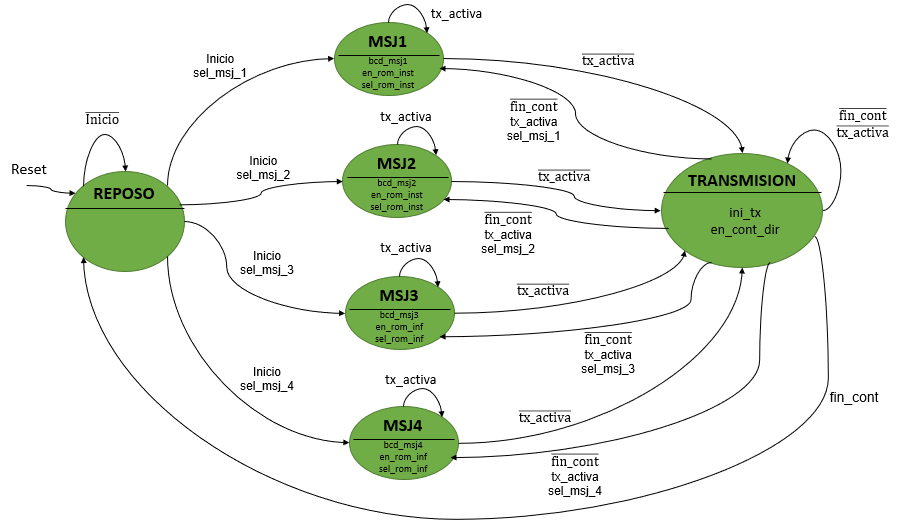 tx_activa
MSJ1
bcd_msj1
en_rom_inst
sel_rom_inst
Inicio
sel_msj_1
tx_activa
fin_cont
tx_activa
sel_msj_1
fin_cont
tx_activa
Inicio
tx_activa
MSJ2
bcd_msj2
en_rom_inst
sel_rom_inst
Inicio
sel_msj_2
tx_activa
Reset
REPOSO
TRANSMISION
ini_tx
en_cont_dir
fin_cont
tx_activa
sel_msj_2
tx_activa
MSJ3
bcd_msj3
en_rom_inf
sel_rom_inf
Inicio
sel_msj_3
tx_activa
fin_cont
tx_activa
sel_msj_3
tx_activa
MSJ4
bcd_msj4
en_rom_inf
sel_rom_inf
Inicio
sel_msj_4
tx_activa
fin_cont
fin_cont
tx_activa
sel_msj_4